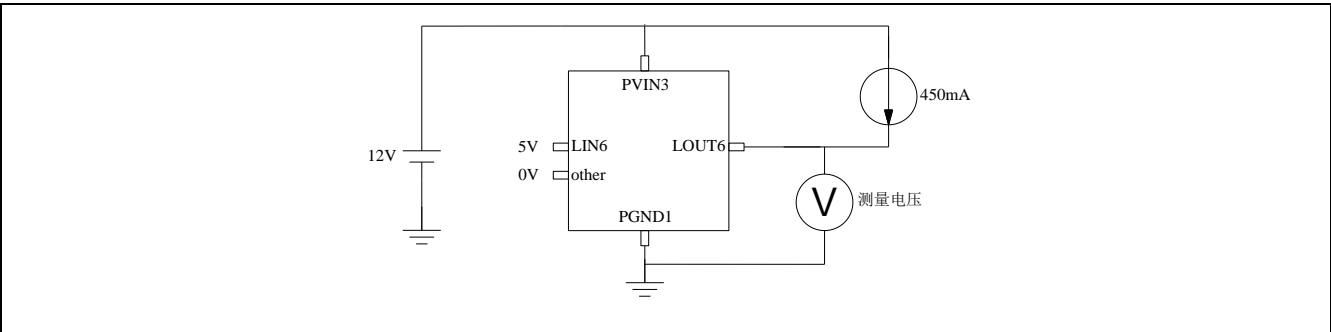 PVIN3
450mA
5V
LIN6
LOUT6
12V
0V
other
V
测量电压
PGND1